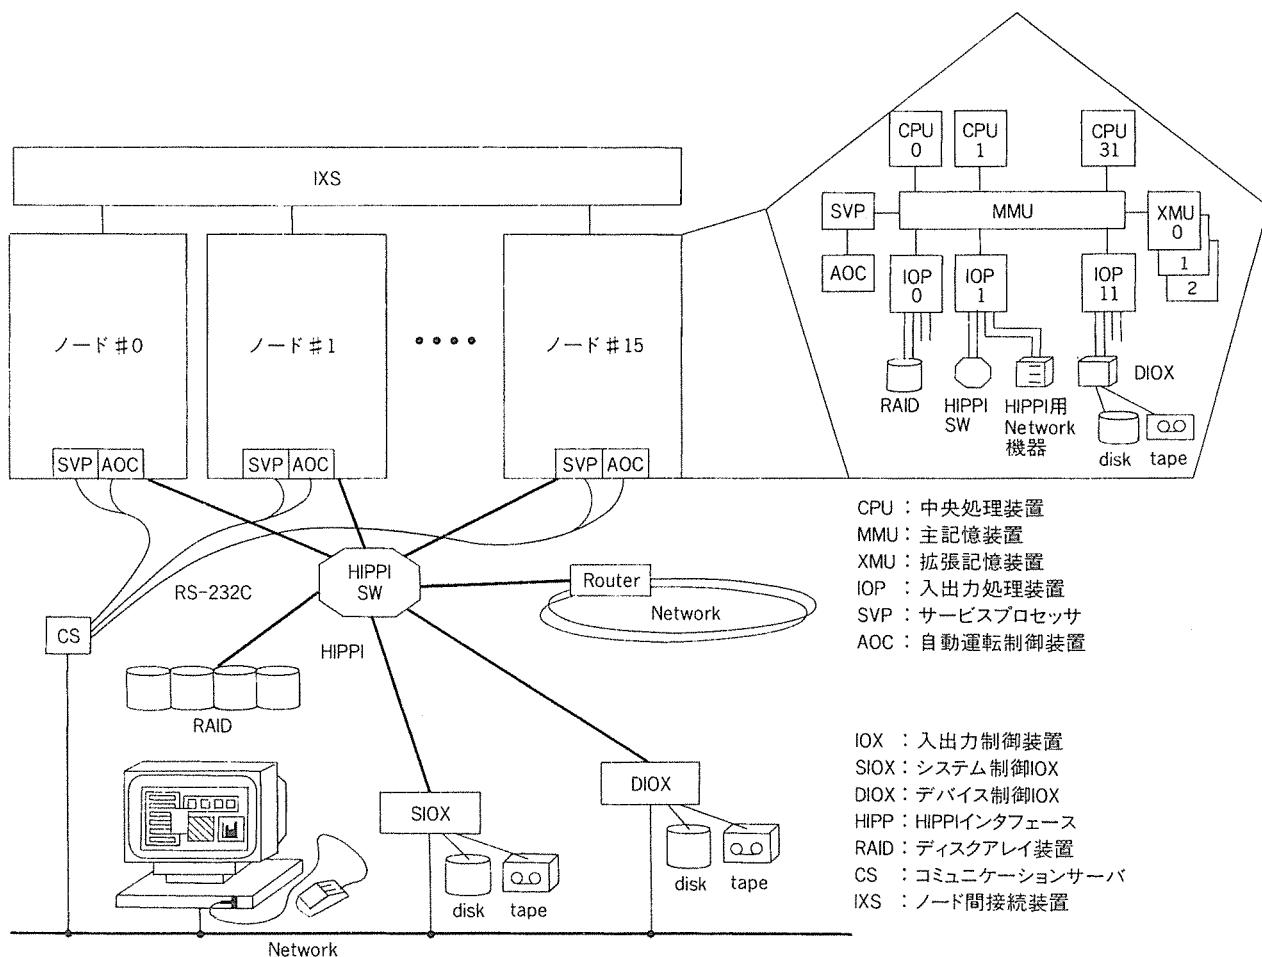 IXS
ノード#0
ノード#1
ノード#15
SVP AOC
SVP AOC
SVP AOC
CPU
0
CPU
1
CPU
31
SVP
MMU
XMU
0
1
2
AOC
IOP
0
IOP
1
IOP
11
RAID
HIPPI
SW
HIPPI用
Network
機器
DIOX
disk
tape
HIPPI
SW
Router
Network
RS-232C
CS
HIPPI
RAID
SIOX
disk
tape
DIOX
disk
tape
Network
CPU：中央処理装置
MMU：主記憶装置
XMU：拡張記憶装置
IOP：入出力処理装置
SVP：サービスプロセッサ
AOC：自動運転制御装置
IOX：入出力制御装置
SIOX：システム制御IOX
DIOX：デバイス制御IOX
HIPP：HIPPIインタフェース
RAID：ディスクアレイ装置
CS：コミュニケーションサーバ
IXS：ノード間接続装置